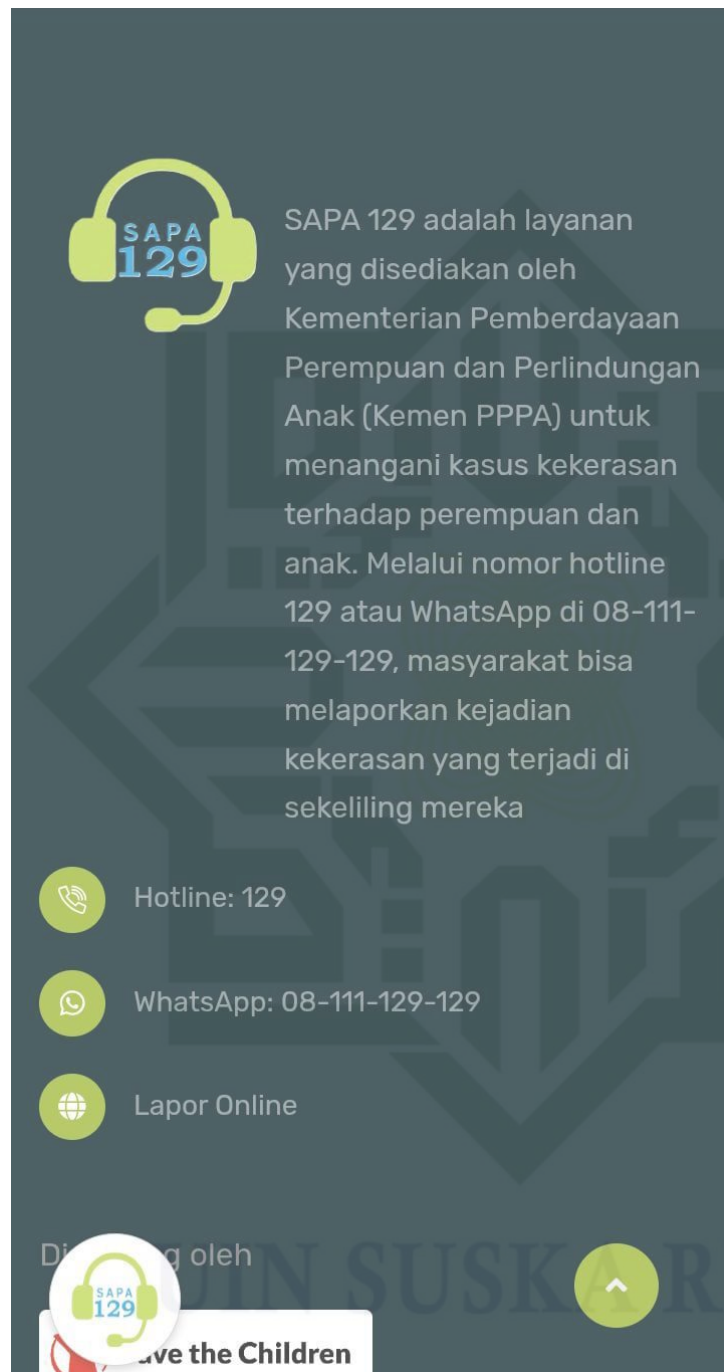 SAPA
129
SAPA 129 adalah layanan
yang disediakan oleh
Kementerian Pemberdayaan
Perempuan dan Perlindungan
Anak (Kemen PPPA) untuk
menangani kasus kekerasan
terhadap perempuan dan
anak. Melalui nomor hotline
129 atau WhatsApp di 08-111-
129-129, masyarakat bisa
melaporkan kejadian
kekerasan yang terjadi di
sekeliling mereka
Hotline: 129
WhatsApp: 08-111-129-129
Lapor Online
oleh
UIN SUSKA R
SAPA
129
the Children